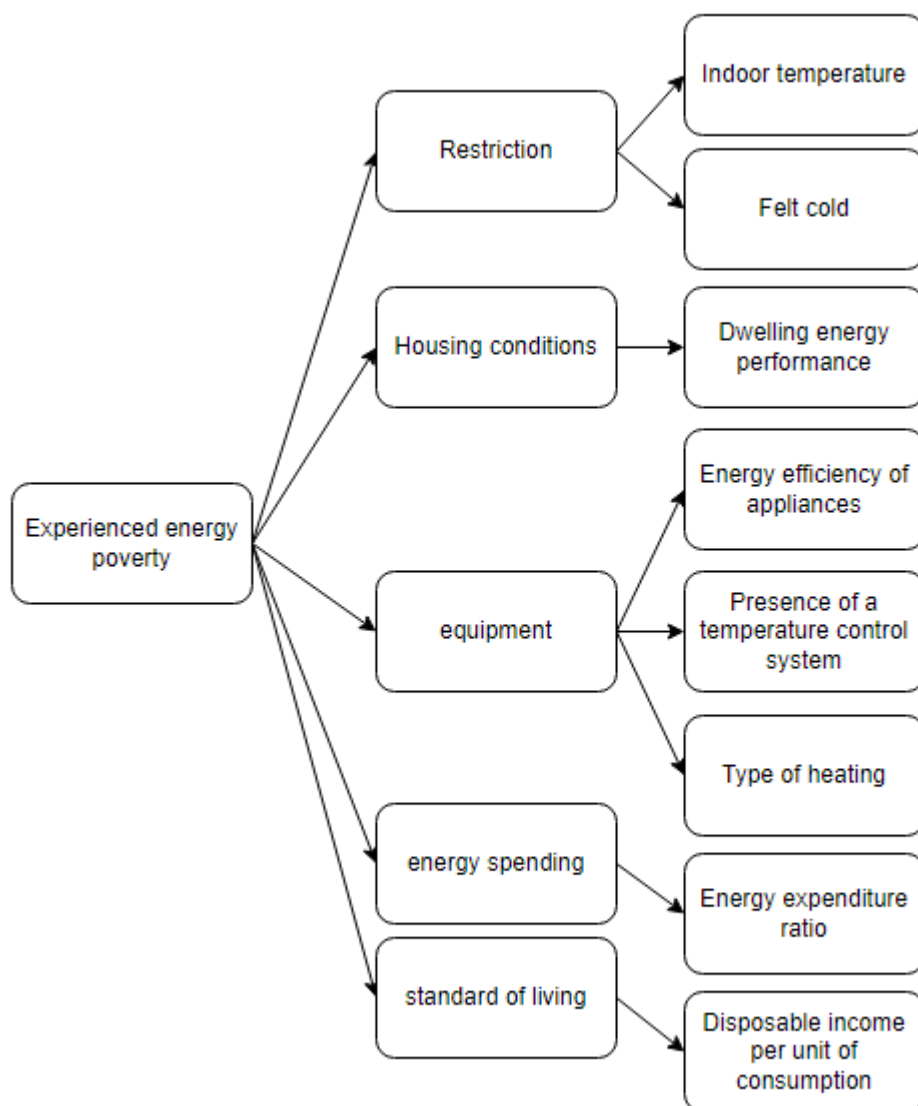 Indoor temperature
Restriction
Felt cold
Housing conditions
Dwelling energy
performance
Energy efficiency of
appliances
Experienced energy
poverty
equipment
Presence of a
temperature control
system
Type of heating
energy spending
Energy expenditure
ratio
standard of living
Disposable income
per unit of
consumption